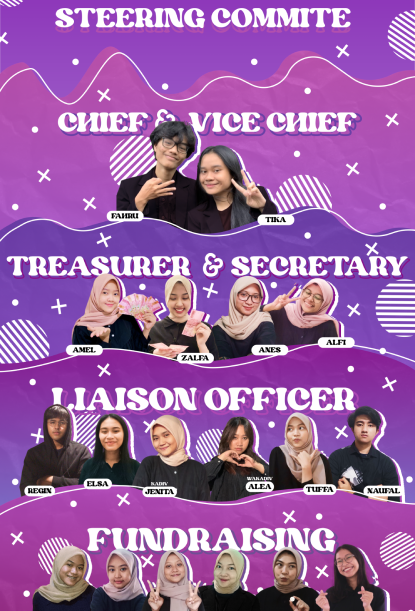 STEERING COMMITE
CHIEF & VICE CHIEF
FAHRU
TIKA
TREASURER & SECRETARY
AMEL
ZALFA
ANES
ALFI
LIAISON OFFICER
REGIN
ELSA
KADIV
JENITA
WAKADIV
ALEA
TUFFA
NAUFAL
FUNDRAISING